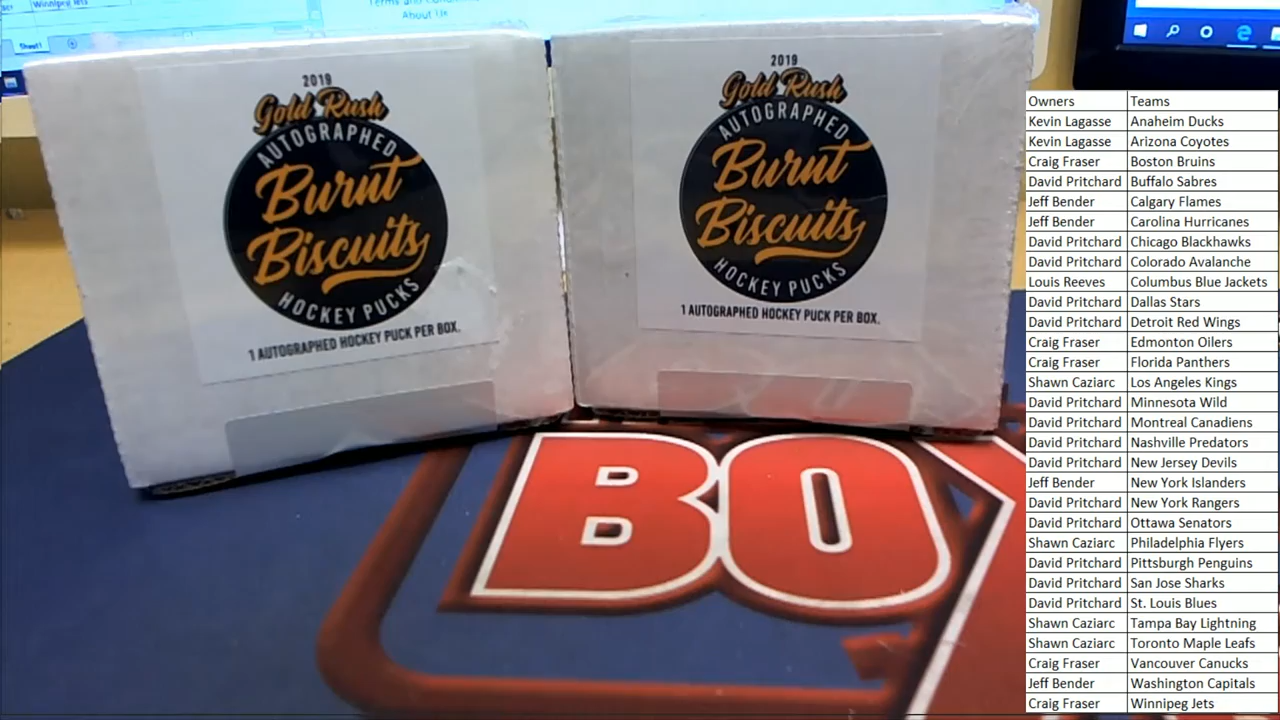 Winnipeg Jets
Sheet1
About Us
2019
Gold Rush
AUTOGRAPHED
Burnt
Biscuits
HOCKEY PUCKS
1 AUTOGRAPHED HOCKEY PUCK PER BOX.
2019
Gold Rush
AUTOGRAPHED
Burnt
Biscuits
HOCKEY PUCKS
1 AUTOGRAPHED HOCKEY PUCK PER BOX.
BO
Owners Teams
Kevin Lagasse Anaheim Ducks
Kevin Lagasse Arizona Coyotes
Craig Fraser Boston Bruins
David Pritchard Buffalo Sabres
Jeff Bender Calgary Flames
Jeff Bender Carolina Hurricanes
David Pritchard Chicago Blackhawks
David Pritchard Colorado Avalanche
Louis Reeves Columbus Blue Jackets
David Pritchard Dallas Stars
David Pritchard Detroit Red Wings
Craig Fraser Edmonton Oilers
Craig Fraser Florida Panthers
Shawn Caziarc Los Angeles Kings
David Pritchard Minnesota Wild
David Pritchard Montreal Canadiens
David Pritchard Nashville Predators
David Pritchard New Jersey Devils
Jeff Bender New York Islanders
David Pritchard New York Rangers
David Pritchard Ottawa Senators
Shawn Caziarc Philadelphia Flyers
David Pritchard Pittsburgh Penguins
David Pritchard San Jose Sharks
David Pritchard St. Louis Blues
Shawn Caziarc Tampa Bay Lightning
Shawn Caziarc Toronto Maple Leafs
Craig Fraser Vancouver Canucks
Jeff Bender Washington Capitals
Craig Fraser Winnipeg Jets